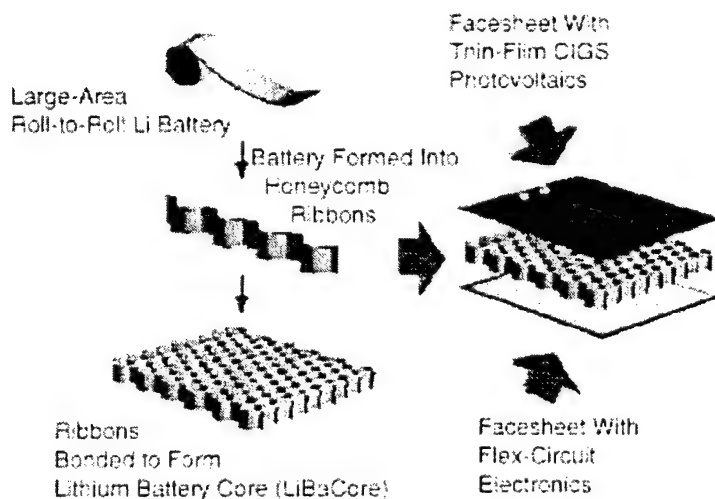 Large-Area
Roll-to-Roll Li Battery
Battery Formed Into
Honeycomb
Ribbons
Ribbons
Bonded to Form
Lithium Battery Core (LiBaCore)
Facesheet With
Thin-Film CIGS
Photovoltaics
Facesheet With
Flex-Circuit
Electronics